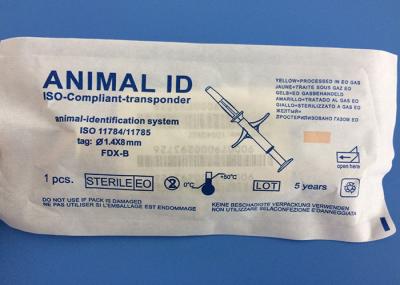 ANIMAL ID
ISO-Compliant-transponder
animal-identification system
ISO 11784/11785
tag: Ø1.4X8mm
FDX-B
YELLOW=PROCESSED IN EO GAS
JAUNE=TRAITE SOUS GAZ EO
GELB=EO GASBEHANDELD
AMARILLO=TRATADO AL GAS EO
GIALLO=STERILIZZATO A GAS EO
ЖЕЛТЫЙ=
open here
1 pcs.
STERILE EO
2
0°C
+50°C
LOT
5 years
DO NOT USE IF PACKAGE IS DAMAGED
NE PAS UTILISER SI L'EMBALLAGE EST ENDOMMAGE
KEINE BESCHADIGTE VERPACKUNG VERWENDEN
NON UTILIZZARE SE LA CONFEZIONE E DANNEGGIATA